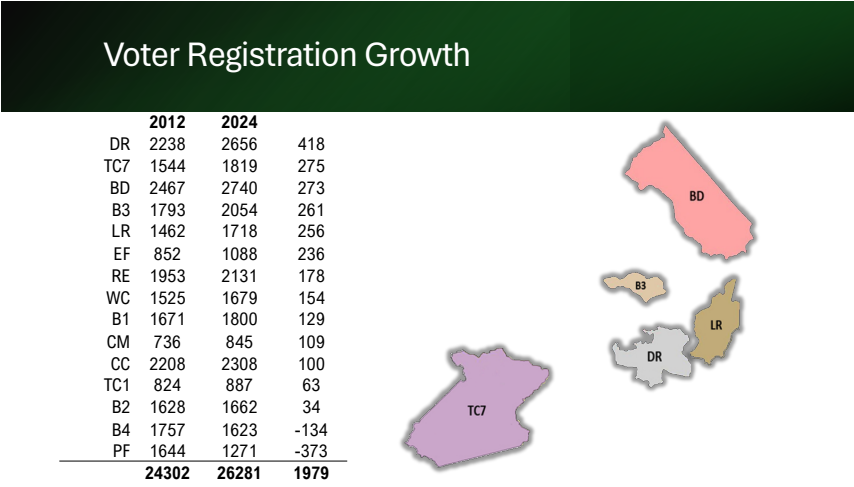 Voter Registration Growth
2012 2024
DR 2238 2656 418
TC7 1544 1819 275
BD 2467 2740 273
B3 1793 2054 261
LR 1462 1718 256
EF 852 1088 236
RE 1953 2131 178
WC 1525 1679 154
B1 1671 1800 129
CM 736 845 109
CC 2208 2308 100
TC1 824 887 63
B2 1628 1662 34
B4 1757 1623 -134
PF 1644 1271 -373
24302 26281 1979
BD
B3
LR
DR
TC7